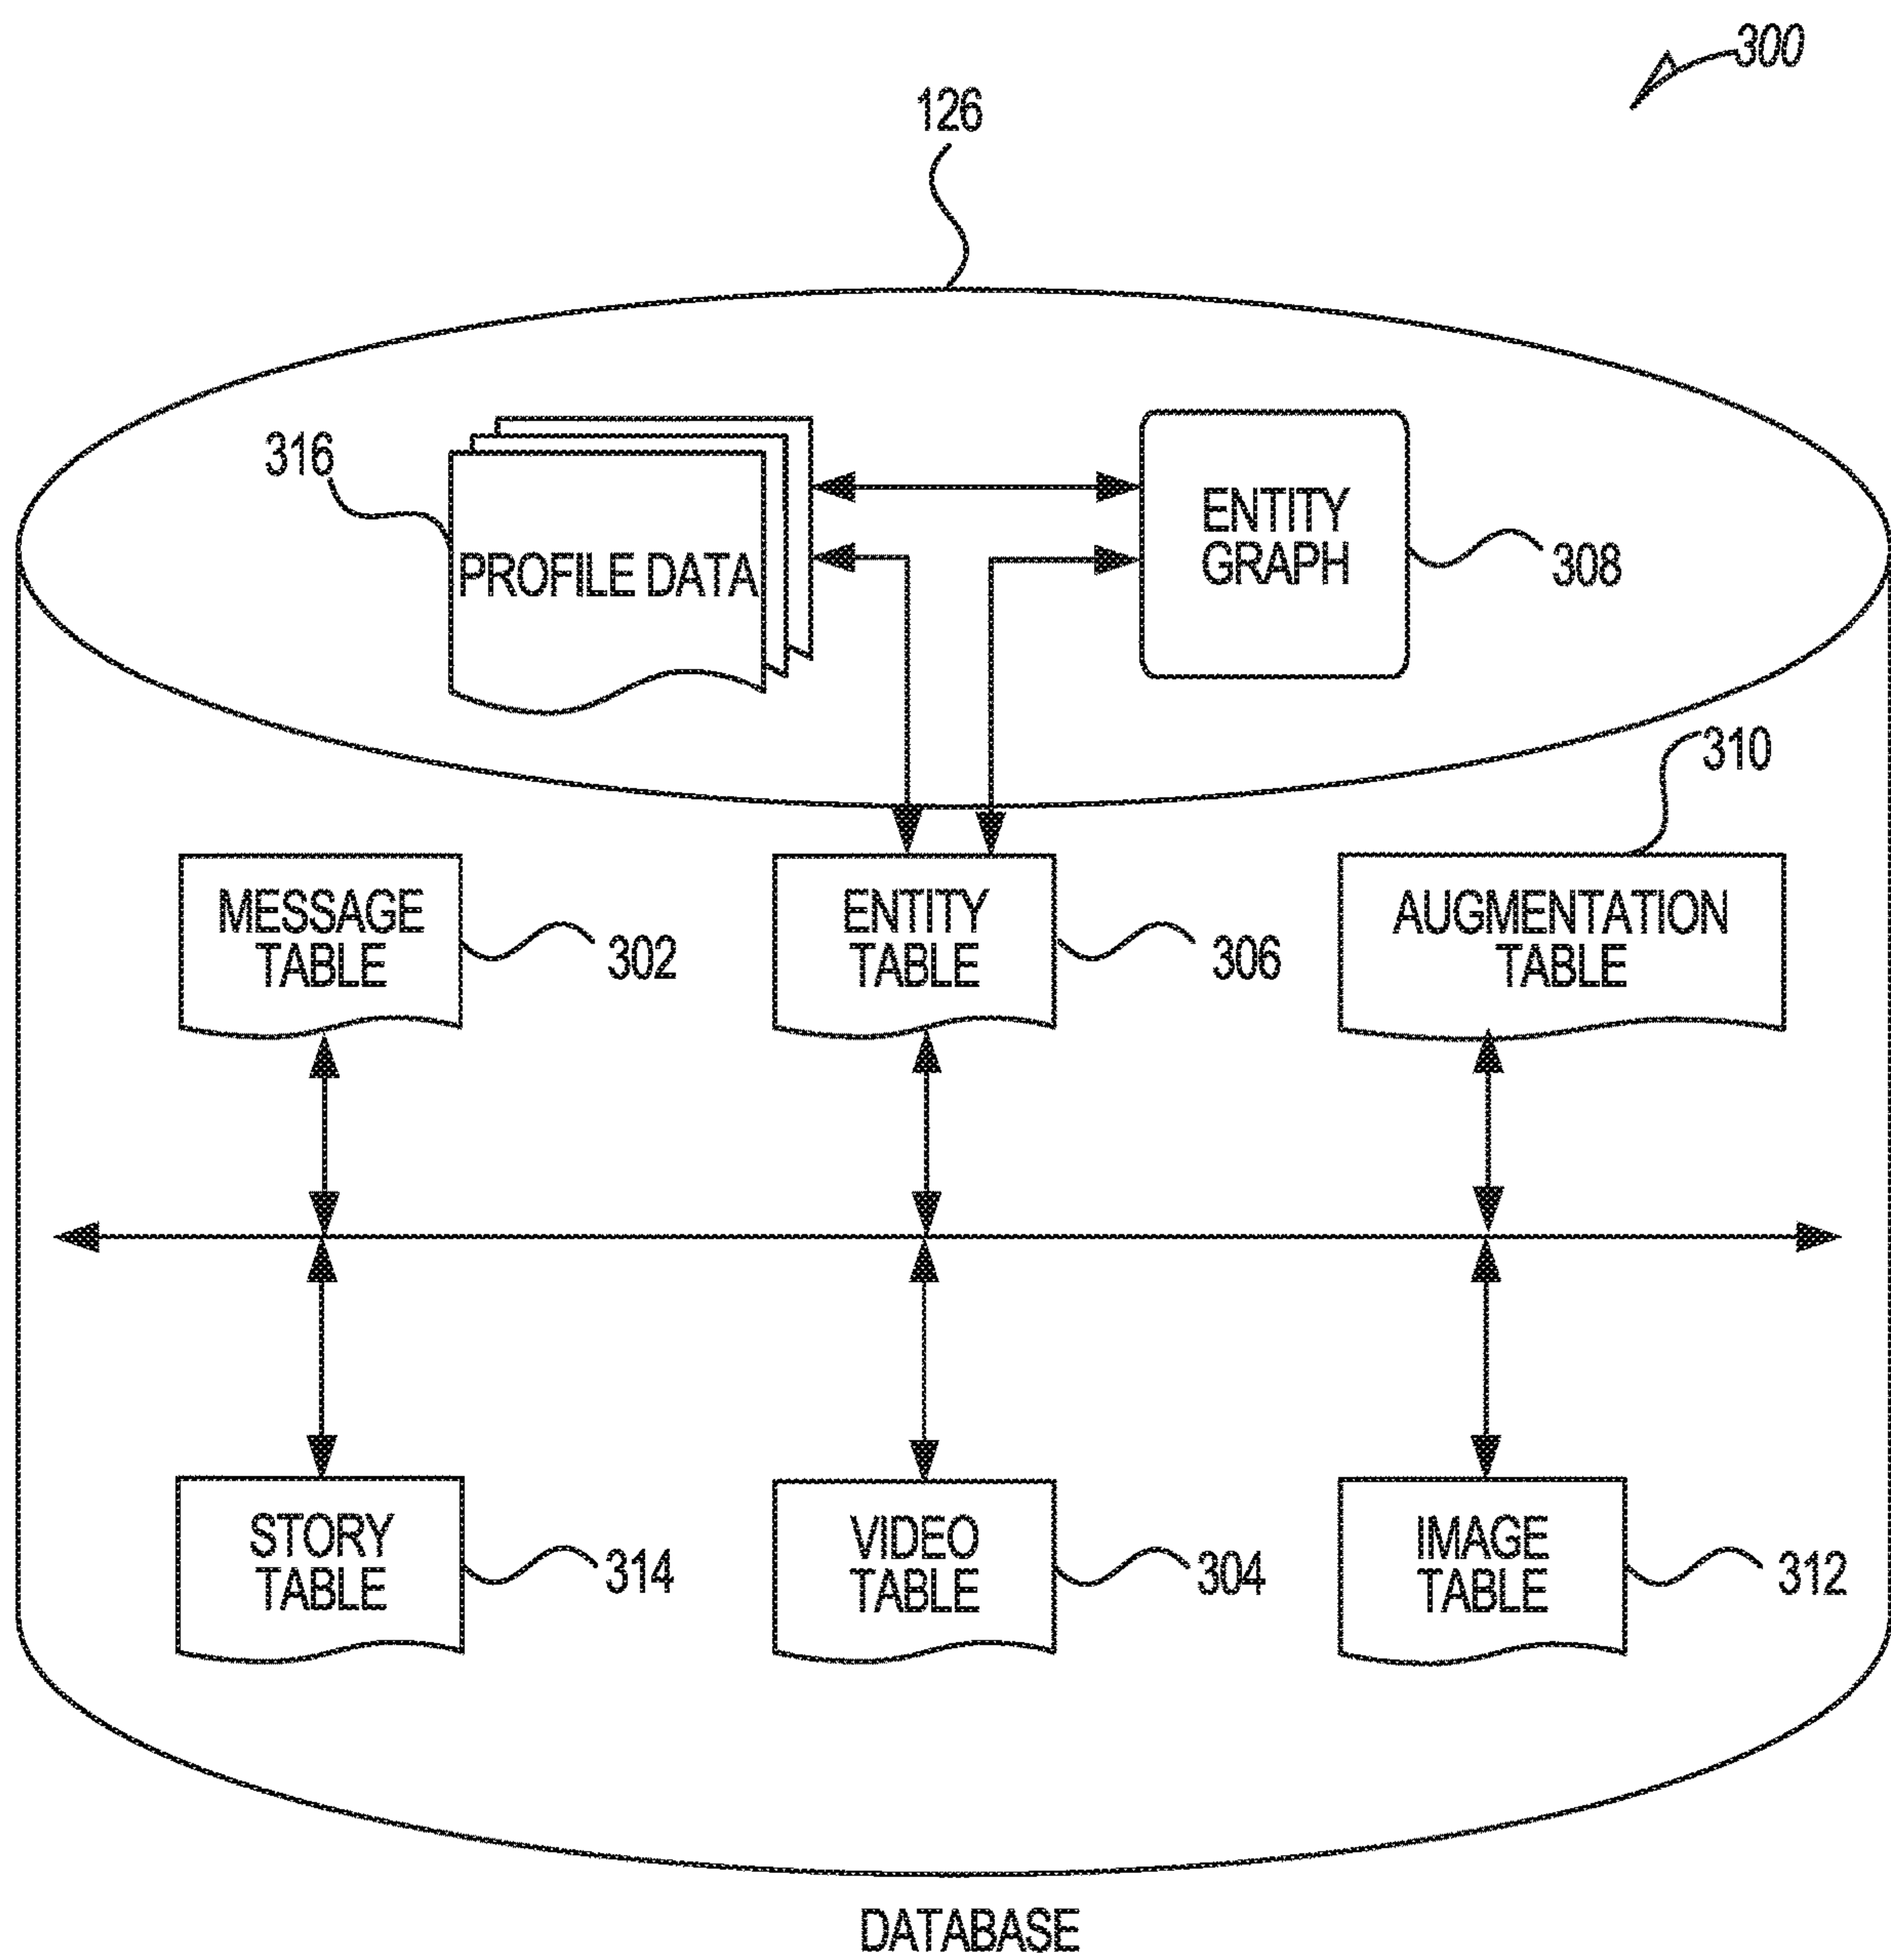 300
126
316
PROFILE DATA
ENTITY
GRAPH
308
310
MESSAGE
TABLE
302
ENTITY
TABLE
306
AUGMENTATION
TABLE
STORY
TABLE
314
VIDEO
TABLE
304
IMAGE
TABLE
312
DATABASE